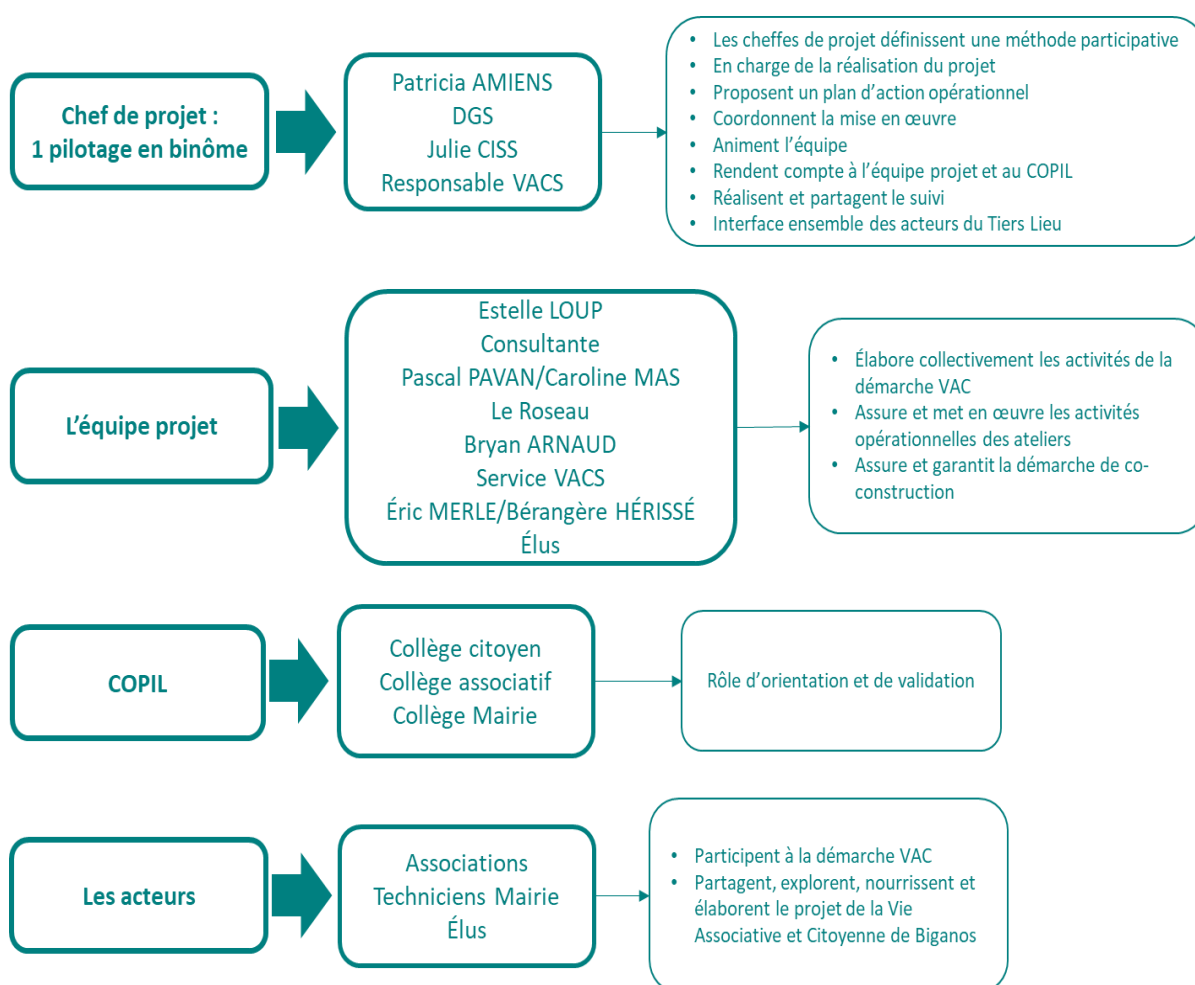 Chef de projet :
1 pilotage en binôme
Patricia AMIENS
DGS
Julie CISS
Responsable VACS
• Les cheffes de projet définissent une méthode participative
• En charge de la réalisation du projet
• Proposent un plan d’action opérationnel
• Coordonnent la mise en œuvre
• Animent l’équipe
• Rendent compte à l’équipe projet et au COPIL
• Réalisent et partagent le suivi
• Interface ensemble des acteurs du Tiers Lieu
L’équipe projet
Estelle LOUP
Consultante
Pascal PAVAN/Caroline MAS
Le Roseau
Bryan ARNAUD
Service VACS
Éric MERLE/Bérangère HÉRISSÉ
Élus
• Élabore collectivement les activités de la
démarche VAC
• Assure et met en œuvre les activités
opérationnelles des ateliers
• Assure et garantit la démarche de co-
construction
COPIL
Collège citoyen
Collège associatif
Collège Mairie
Rôle d’orientation et de validation
Les acteurs
Associations
Techniciens Mairie
Élus
• Participent à la démarche VAC
• Partagent, explorent, nourrissent et
élaborent le projet de la Vie
Associative et Citoyenne de Biganos